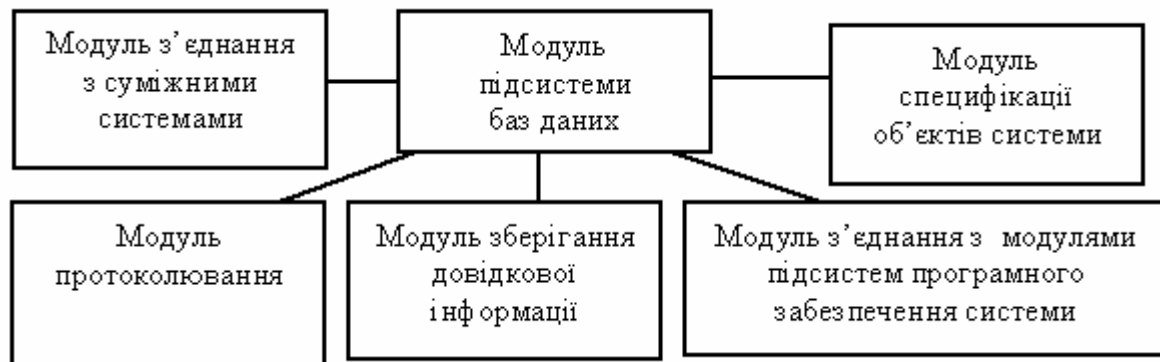 Модуль з’єднання
з суміжними
системами
Модуль
підсистеми
баз даних
Модуль
специфікації
об’єктів системи
Модуль
протоколювання
Модуль зберігання
довідкової
інформації
Модуль з’єднання з модулями
підсистем програмного
забезпечення системи